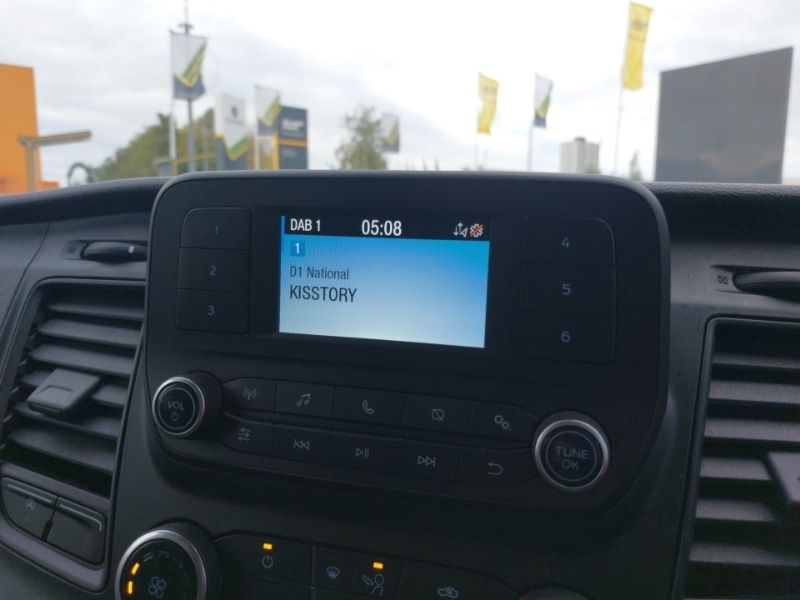 DAB 1 05:08
1
D1 National
KISSTORY
1
2
3
4
5
6
VOL
TUNE
OK